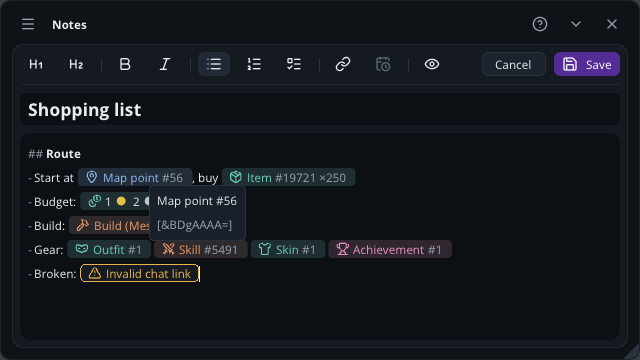 Notes
H1 H2 B I Cancel Save
Shopping list
## Route
- Start at Map point #56 , buy Item #19721 ×250
- Budget: 1 2
Map point #56
- Build: Build (Mes
[&BDgAAAA=]
- Gear: Outfit #1 Skill #5491 Skin #1 Achievement #1
- Broken: Invalid chat link